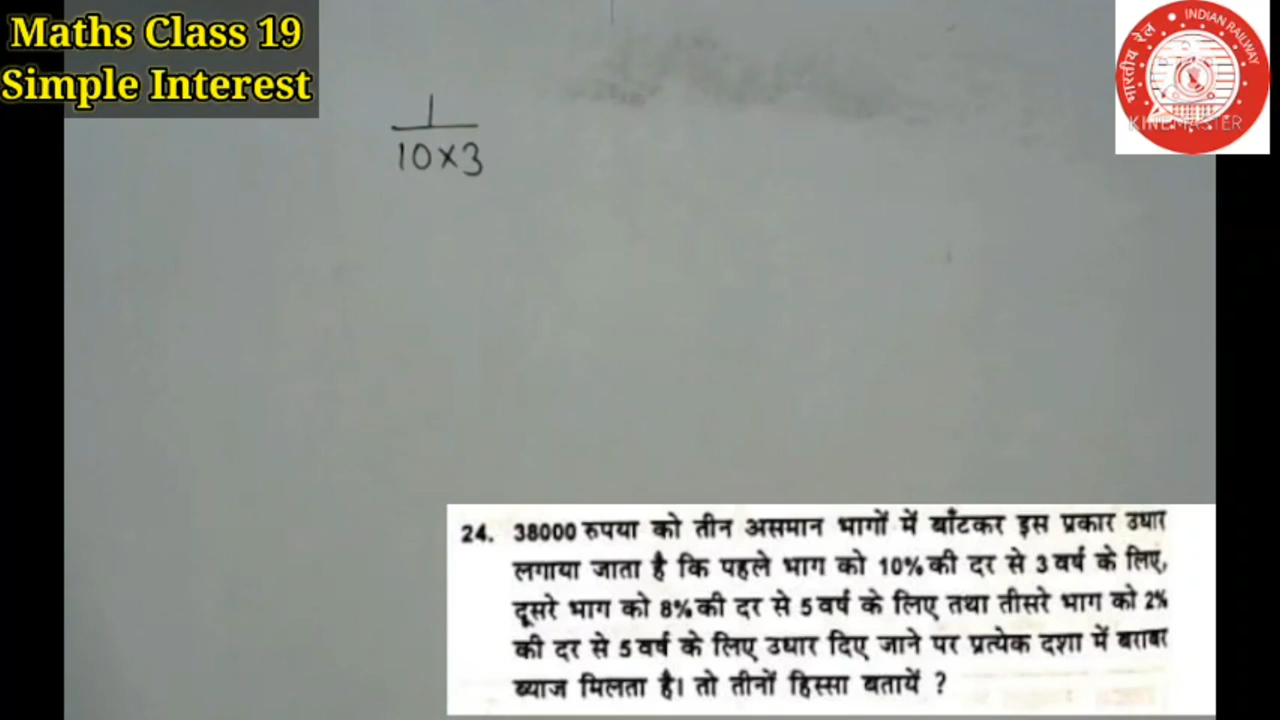 Maths Class 19
Simple Interest
भारतीय रेल
INDIAN RAILWAY
KINEMASTER
1
10×3
24. 38000 रुपया को तीन असमान भागों में बाँटकर इस प्रकार उधार
लगाया जाता है कि पहले भाग को 10% की दर से 3 वर्ष के लिए,
दूसरे भाग को 8% की दर से 5 वर्ष के लिए तथा तीसरे भाग को 2%
की दर से 5 वर्ष के लिए उधार दिए जाने पर प्रत्येक दशा में बराबर
ब्याज मिलता है। तो तीनों हिस्सा बतायें ?